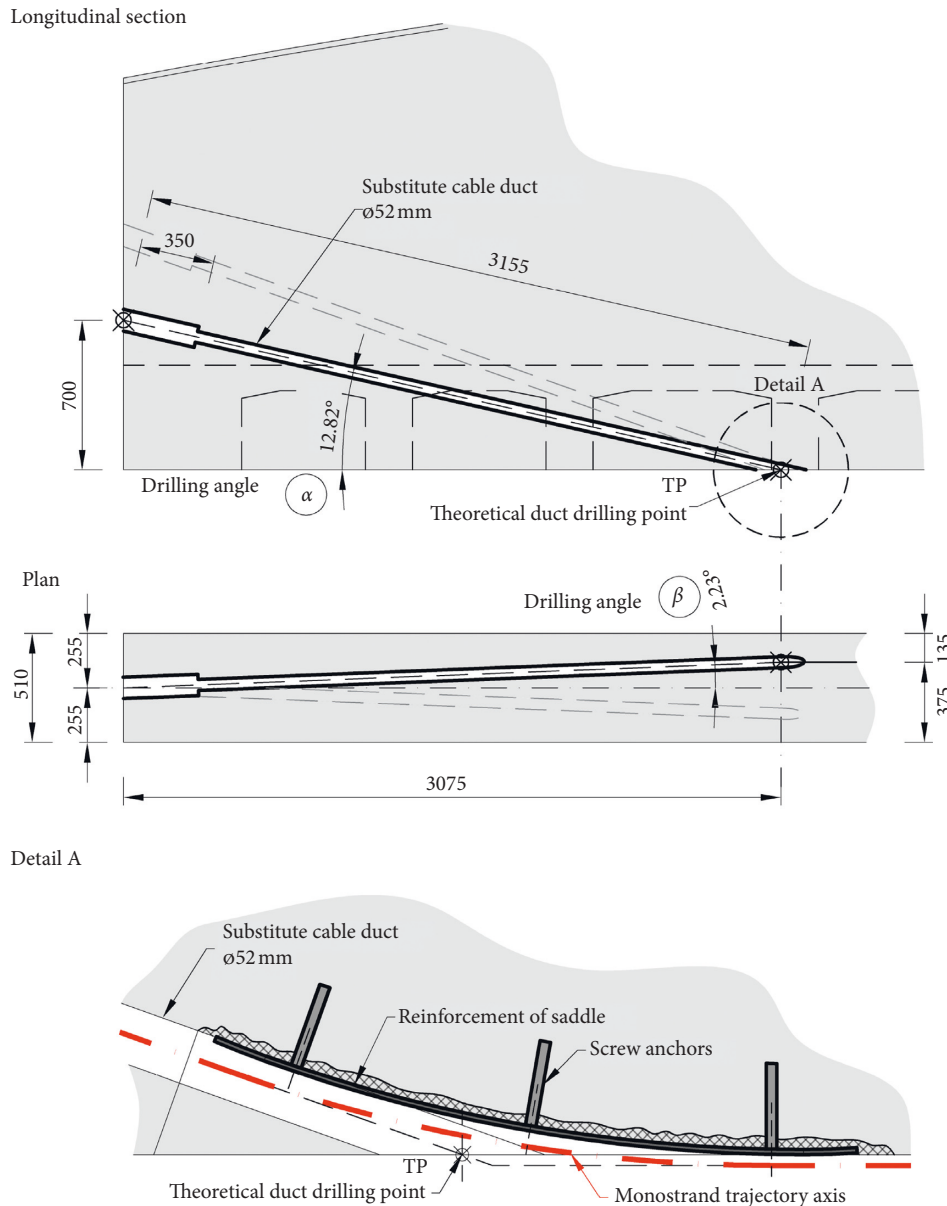 Longitudinal section
Substitute cable duct
ø52 mm
350
3155
700
12.82°
Detail A
Drilling angle
α
TP
Theoretical duct drilling point
Plan
Drilling angle
β
2.23°
510
255
255
135
375
3075
Detail A
Substitute cable duct
ø52 mm
Reinforcement of saddle
Screw anchors
TP
Theoretical duct drilling point
Monostrand trajectory axis